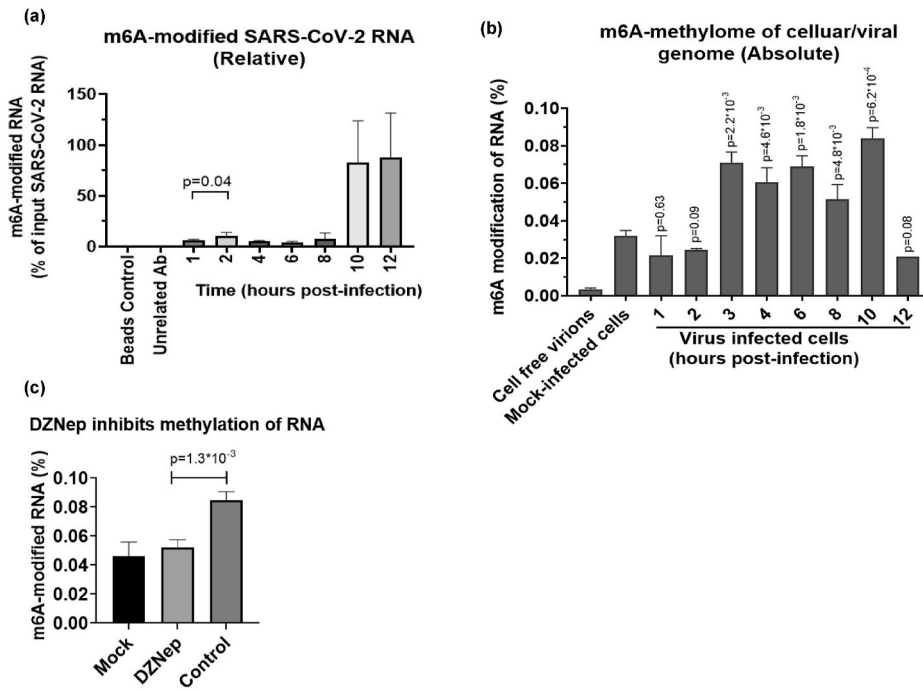 (a)
m6A-modified SARS-CoV-2 RNA
(Relative)
m6A-modified RNA
(% of input SARS-CoV-2 RNA)
150
100
50
0
p=0.04
Beads Control
Unrelated Ab
1
2
4
6
8
10
12
Time (hours post-infection)
(b)
m6A-methylome of celluar/viral
genome (Absolute)
m6A modification of RNA (%)
0.10
0.08
0.06
0.04
0.02
0.00
p=0.63
p=0.09
p=2.2*10⁻³
p=4.6*10⁻³
p=1.8*10⁻³
p=4.8*10⁻³
p=6.2*10⁻⁴
p=0.08
Cell free virions
Mock-infected cells
1
2
3
4
6
8
10
12
Virus infected cells
(hours post-infection)
(c)
DZNep inhibits methylation of RNA
m6A-modified RNA (%)
0.10
0.08
0.06
0.04
0.02
0.00
p=1.3*10⁻³
Mock
DZNep
Control